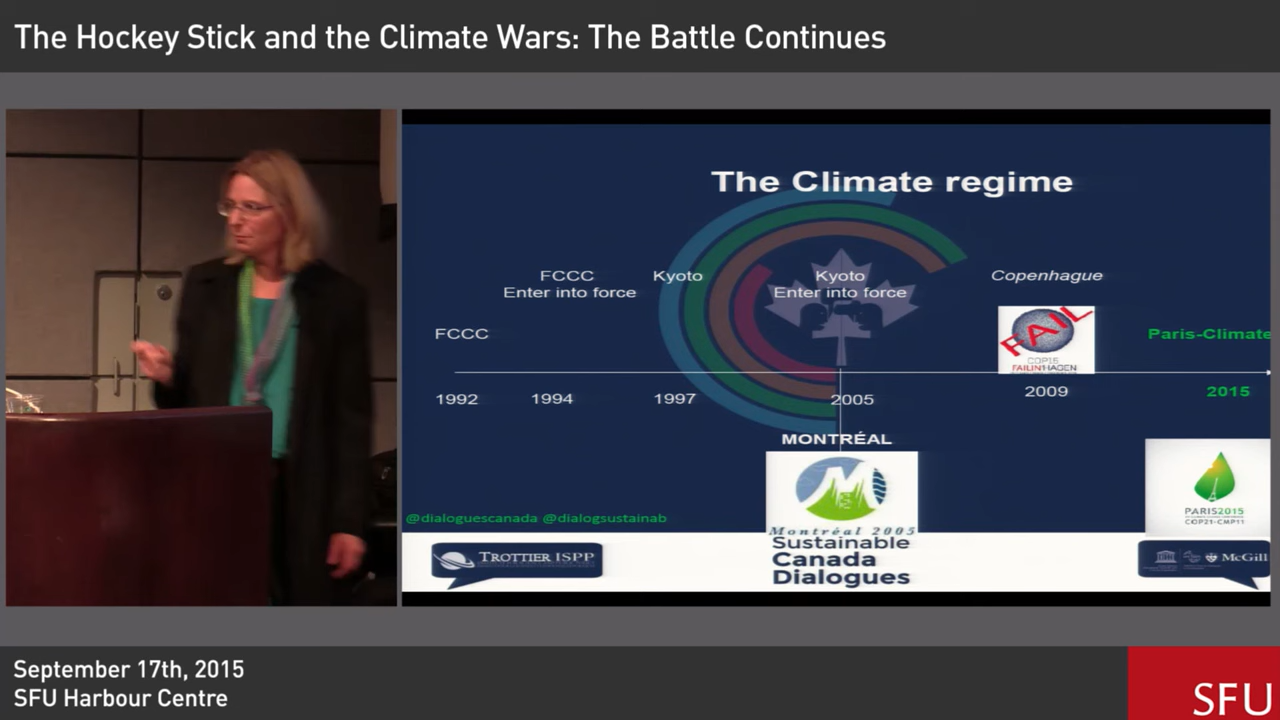 The Hockey Stick and the Climate Wars: The Battle Continues
The Climate regime
FCCC
Enter into force
Kyoto
Kyoto
Enter into force
Copenhague
FCCC
Paris-Climate
FAIL
COP15
FAILINHAGEN
1992
1994
1997
2005
2009
2015
MONTRÉAL
M
Montréal 2005
PARIS2015
COP21-CMP11
@dialoguescanada @dialogsustainab
Sustainable
Canada
Dialogues
TROTTIER ISPP
McGill
September 17th, 2015
SFU Harbour Centre
SFU